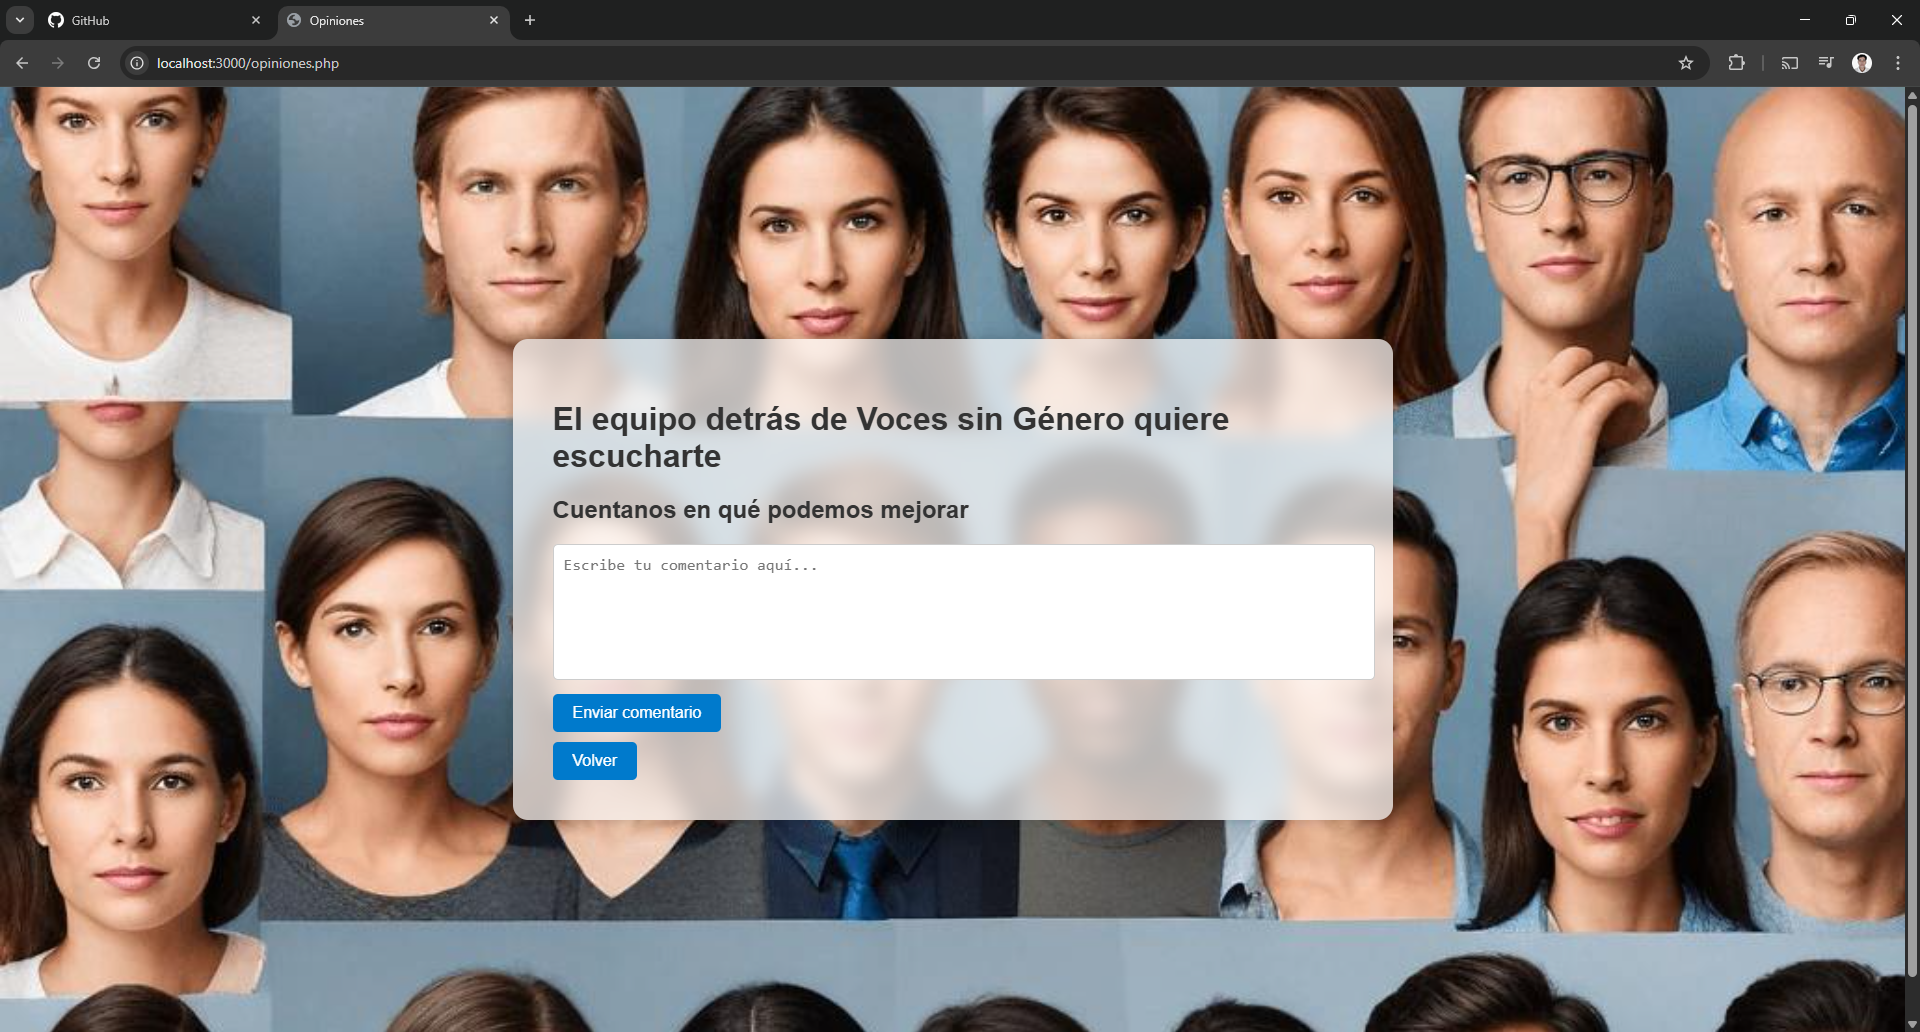 GitHub
Opiniones
localhost:3000/opiniones.php
El equipo detrás de Voces sin Género quiere
escucharte
Cuentanos en qué podemos mejorar
Escribe tu comentario aquí...
Enviar comentario
Volver